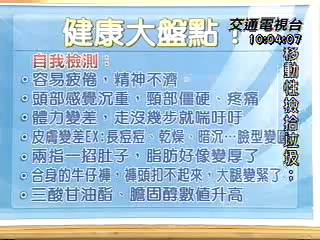 健康大盤點！
交通電視台
10:04:07
自我檢測：
•容易疲倦，精神不濟。
•頭部感覺沉重，頸部僵硬、疼痛
•體力變差，走沒幾步就喘吁吁
•皮膚變差EX:長痘痘、乾燥、暗沉…臉型變
•兩指一掐肚子，脂肪好像變厚了
•合身的牛仔褲，褲頭扣不起來，大腿變緊了
•三酸甘油酯、膽固醇數值升高
移動性撿拾垃圾；